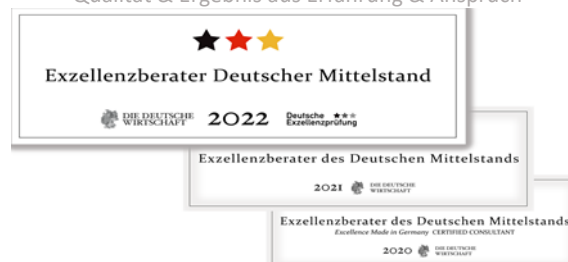 Qualität & Ergebnis aus Erfahrung & Anspruch
Exzellenzberater Deutscher Mittelstand
DIE DEUTSCHE WIRTSCHAFT 2022 Deutsche Exzellenzprüfung
Exzellenzberater des Deutschen Mittelstands
2021 DIE DEUTSCHE WIRTSCHAFT
Exzellenzberater des Deutschen Mittelstands
Excellence Made in Germany CERTIFIED CONSULTANT
2020 DIE DEUTSCHE WIRTSCHAFT